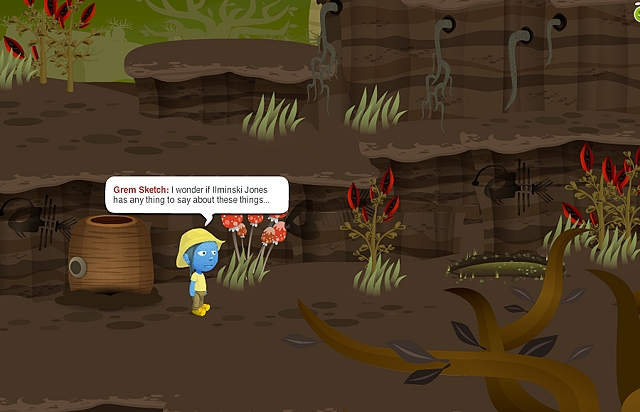 Grem Sketch: I wonder if Ilminski Jones
has any thing to say about these things...